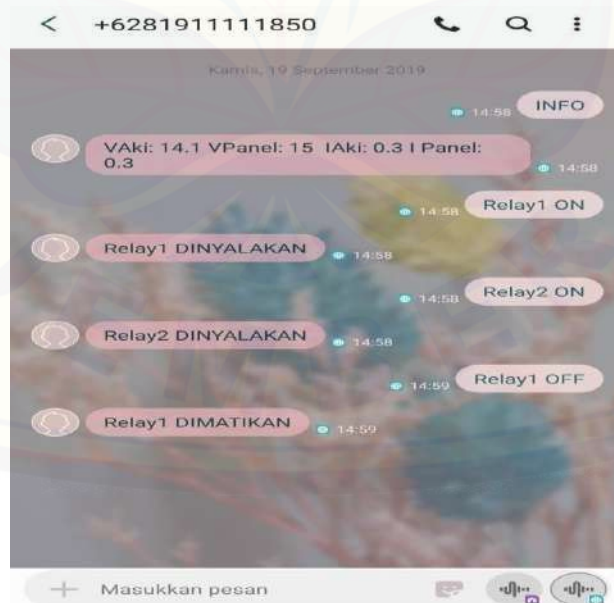 +6281911111850
Kamis, 19 September 2019
14:58 INFO
VAki: 14.1 VPanel: 15 IAki: 0.3 I Panel:
0.3
14:58
14:58 Relay1 ON
Relay1 DINYALAKAN 14:58
14:58 Relay2 ON
Relay2 DINYALAKAN 14:58
14:59 Relay1 OFF
Relay1 DIMATIKAN 14:59
Masukkan pesan